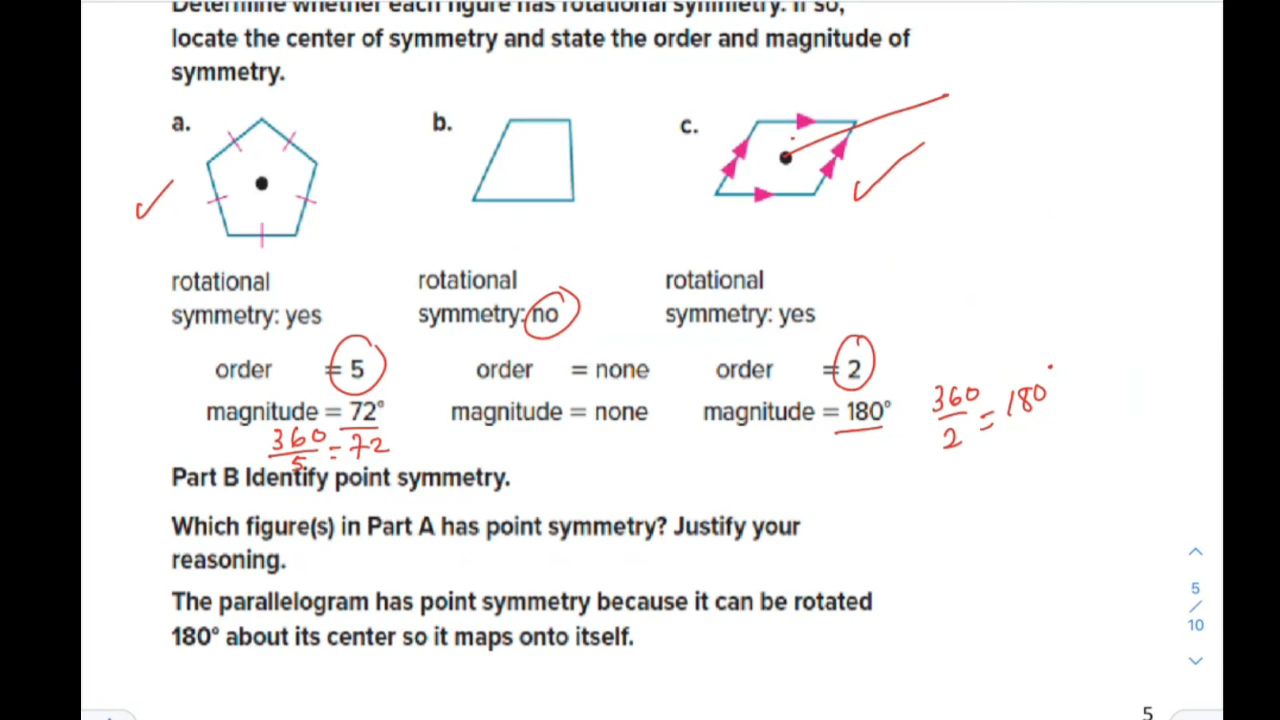 Determine whether each figure has rotational symmetry. If so,
locate the center of symmetry and state the order and magnitude of
symmetry.
a.
b.
c.
rotational
symmetry: yes
order = 5
magnitude = 72°
360/5 = 72
rotational
symmetry: no
order = none
magnitude = none
rotational
symmetry: yes
order = 2
magnitude = 180°
360/2 = 180°
Part B Identify point symmetry.
Which figure(s) in Part A has point symmetry? Justify your
reasoning.
The parallelogram has point symmetry because it can be rotated
180° about its center so it maps onto itself.
5
/
10
5